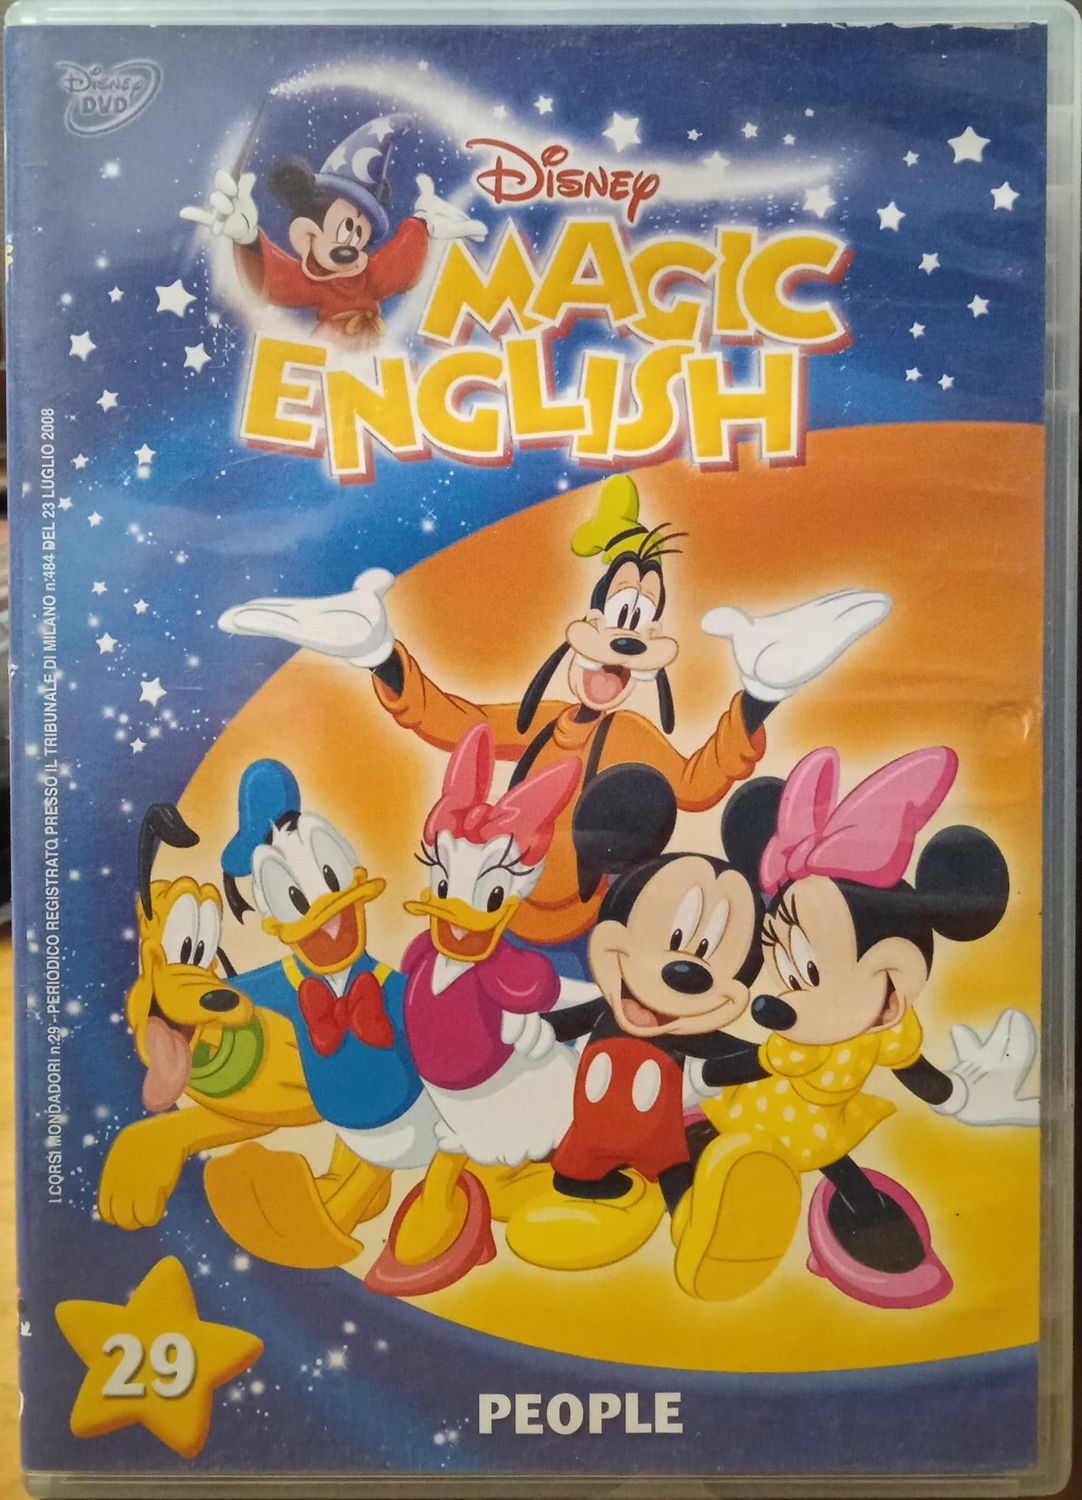 DISNEY
DVD
DISNEY
MAGIC
ENGLISH
I CORSI MONDADORI n.29 - PERIODICO REGISTRATO PRESSO IL TRIBUNALE DI MILANO n.484 DEL 23 LUGLIO 2008
29
PEOPLE